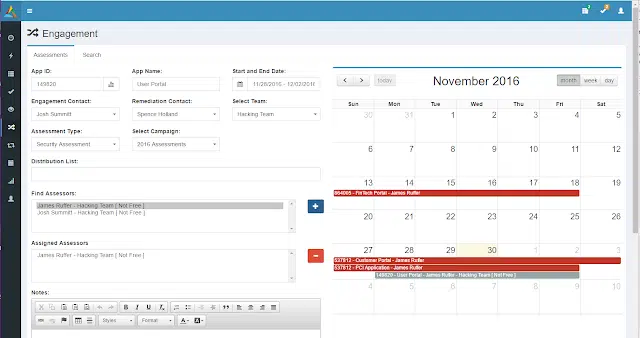 Engagement
Assessments Search
App ID: App Name: Start and End Date:
149820 User Portal 11/28/2016 - 12/02/2016
Engagement Contact: Remediation Contact: Select Team:
Josh Summitt Spence Holland Hacking Team
Assessment Type: Select Campaign:
Security Assessment 2016 Assessments
Distribution List:
Find Assessors:
James Ruffer - Hacking Team [ Not Free ]
Josh Summitt - Hacking Team [ Not Free ]
Assigned Assessors
James Ruffer - Hacking Team [ Not Free ]
Notes:
Styles Format
today November 2016 month week day
Sun Mon Tue Wed Thu Fri Sat
30 31 1 2 3 4 5
6 7 8 9 10 11 12
13 14 15 16 17 18 19
- FinTech Portal - James Ruffer
20 21 22 23 24 25 26
27 28 29 30 1 2 3
537812 - Customer Portal - James Ruffer
537812 - PCI Application - James Ruffer
149820 - User Portal - James Ruffer - Hacking Team [ Not Free ]
4 5 6 7 8 9 10